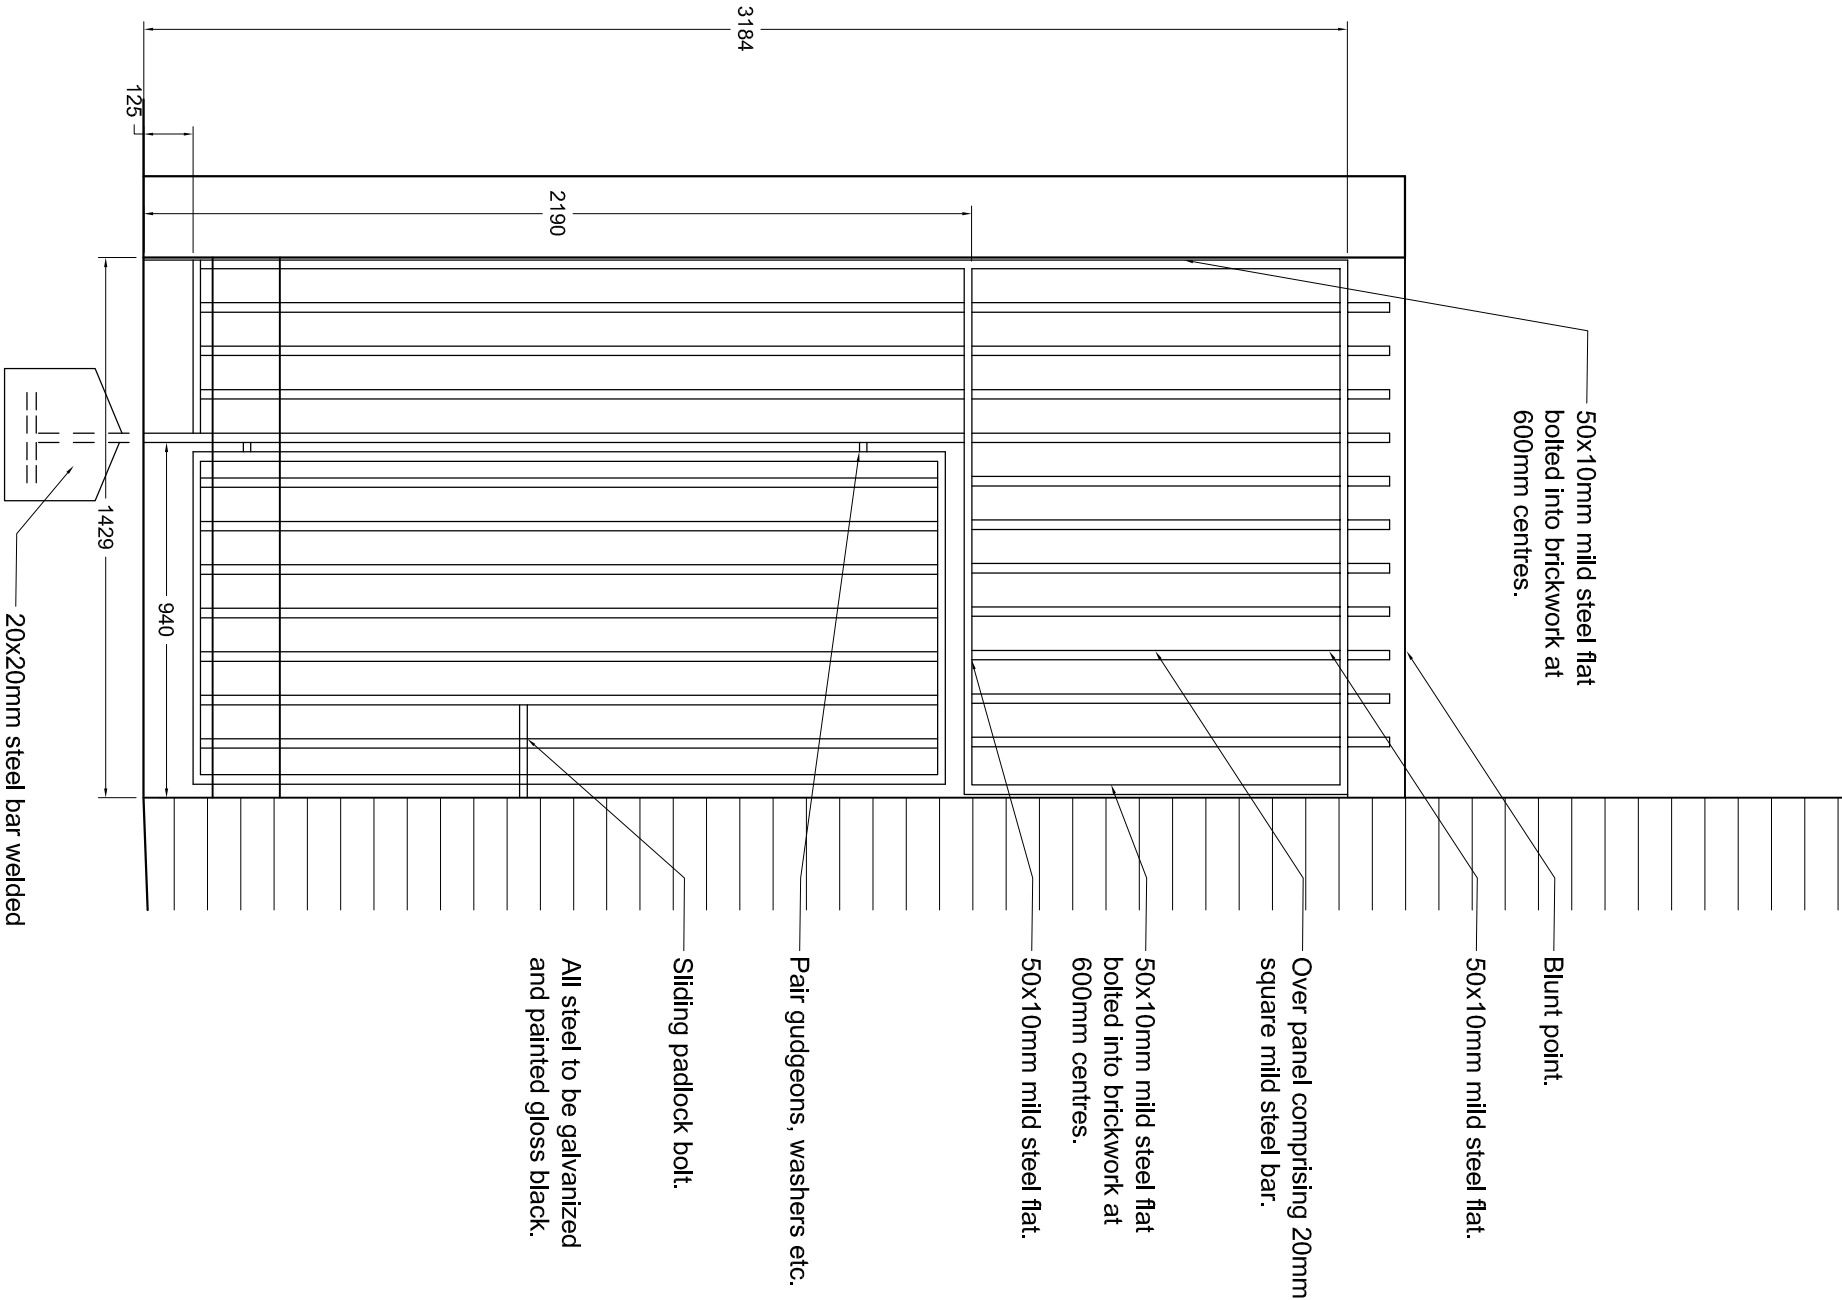 3184
125
2190
50x10mm mild steel flat
bolted into brickwork at
600mm centres.
Blunt point.
50x10mm mild steel flat.
Over panel comprising 20mm
square mild steel bar.
50x10mm mild steel flat
bolted into brickwork at
600mm centres.
50x10mm mild steel flat.
Pair gudgeons, washers etc.
Sliding padlock bolt.
All steel to be galvanized
and painted gloss black.
940
1429
20x20mm steel bar welded